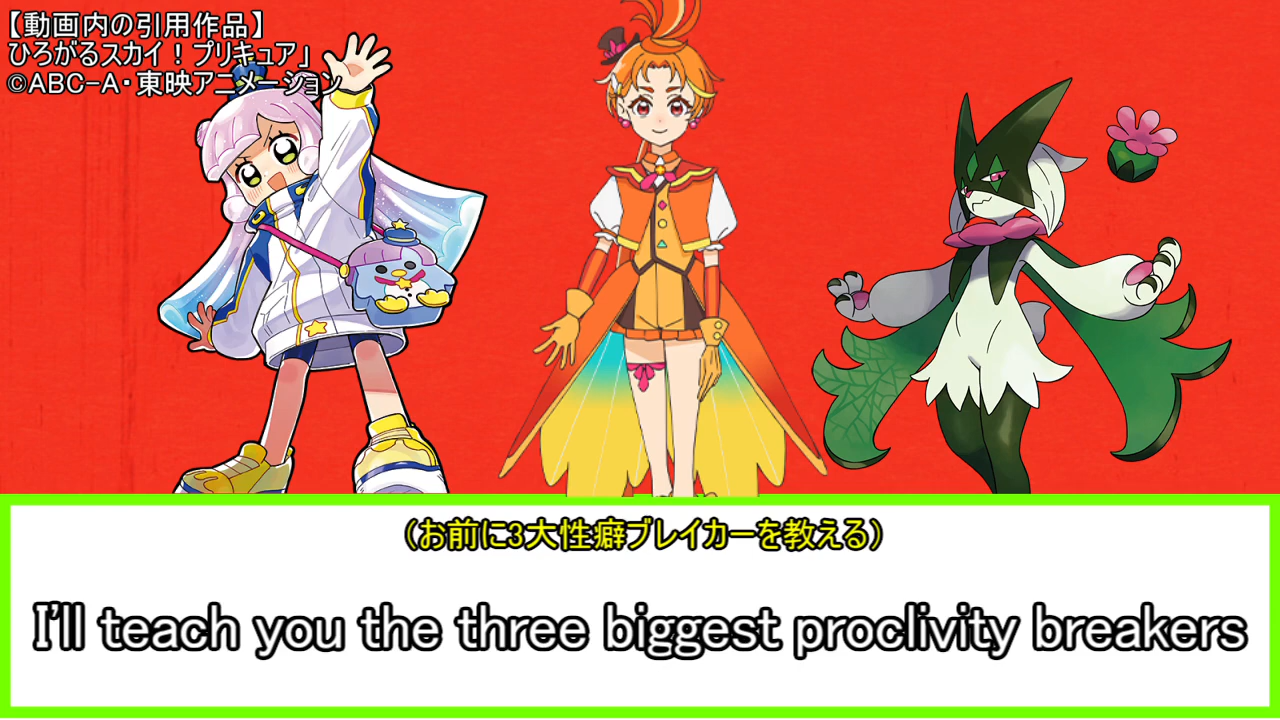 【動画内の引用作品】
ひろがるスカイ！プリキュア」
©ABC-A・東映アニメーション
（お前に3大性癖ブレイカーを教える）
I'll teach you the three biggest proclivity breakers